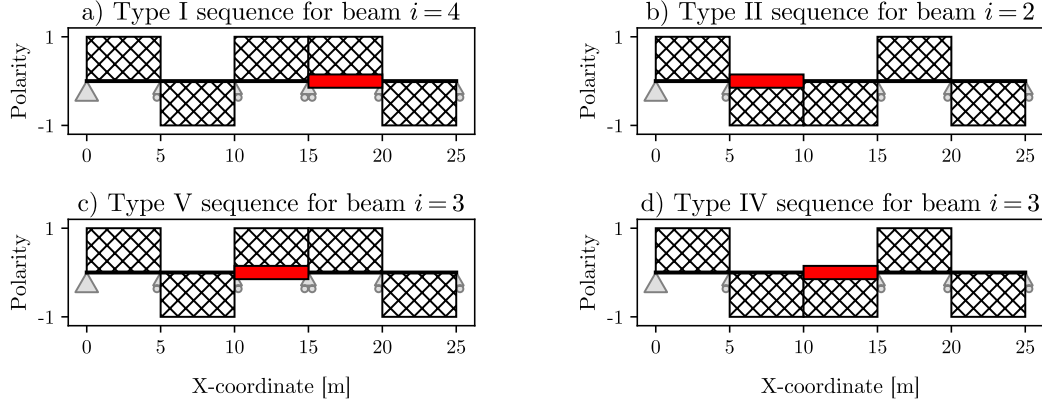 a) Type I sequence for beam i = 4
b) Type II sequence for beam i = 2
Polarity
1
-1
0 5 10 15 20 25
Polarity
1
-1
0 5 10 15 20 25
c) Type V sequence for beam i = 3
d) Type IV sequence for beam i = 3
Polarity
1
-1
0 5 10 15 20 25
X-coordinate [m]
Polarity
1
-1
0 5 10 15 20 25
X-coordinate [m]